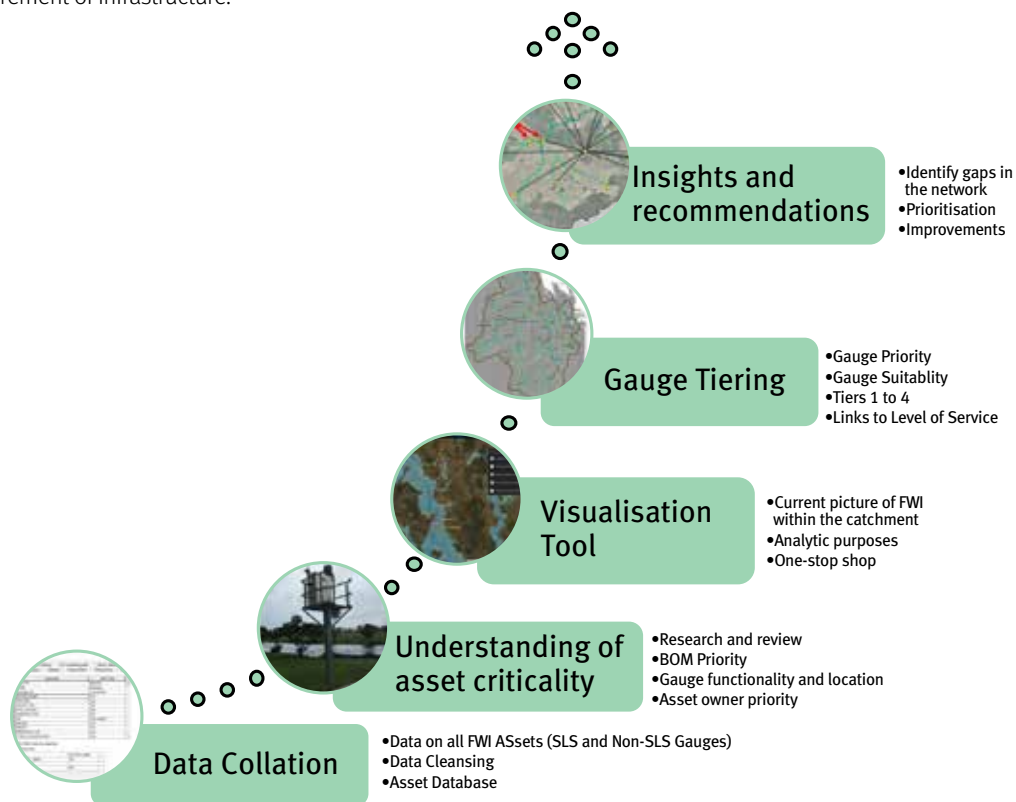 rement of infrastructure.
Insights and
recommendations
•Identify gaps in
the network
•Prioritisation
•Improvements
Gauge Tiering
•Gauge Priority
•Gauge Suitablity
•Tiers 1 to 4
•Links to Level of Service
Visualisation
Tool
•Current picture of FWI
within the catchment
•Analytic purposes
•One-stop shop
Understanding of
asset criticality
•Research and review
•BOM Priority
•Gauge functionality and location
•Asset owner priority
Data Collation
•Data on all FWI ASsets (SLS and Non-SLS Gauges)
•Data Cleansing
•Asset Database